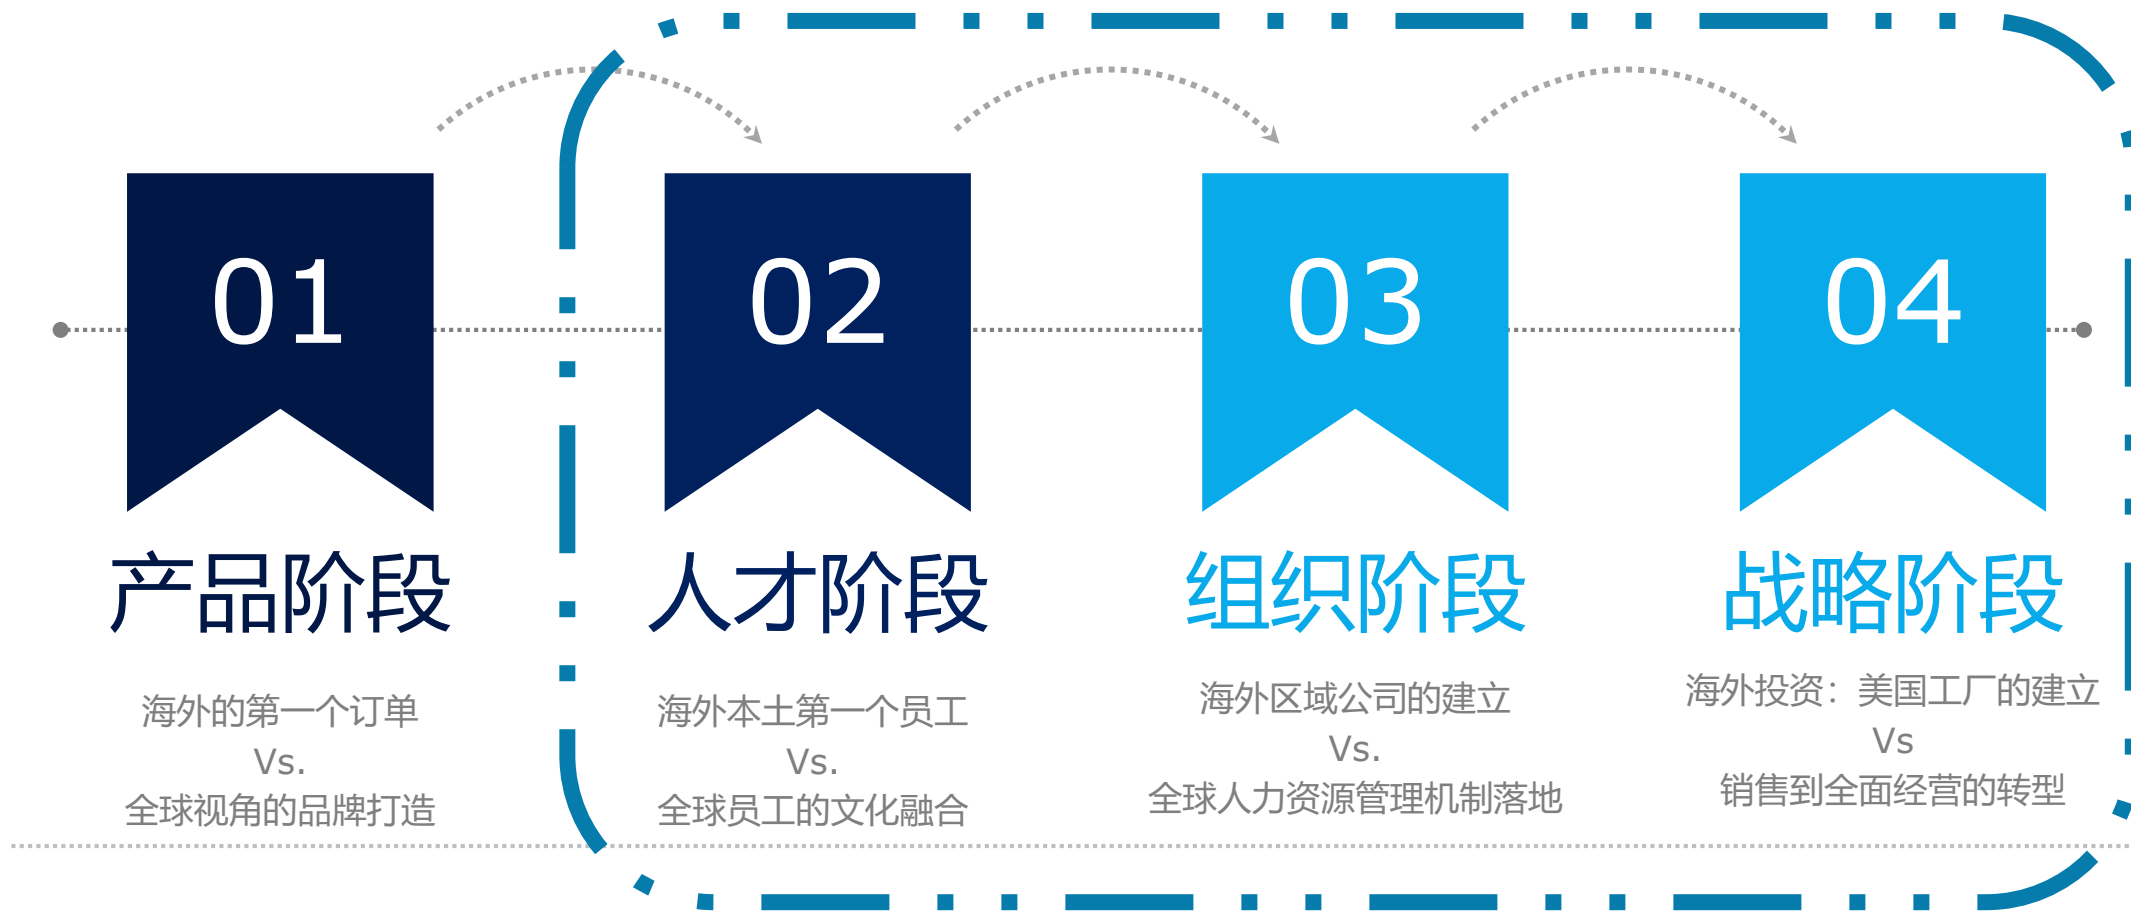 01
产品阶段
海外的第一个订单
Vs.
全球视角的品牌打造
02
人才阶段
海外本土第一个员工
Vs.
全球员工的文化融合
03
组织阶段
海外区域公司的建立
Vs.
全球人力资源管理机制落地
04
战略阶段
海外投资：美国工厂的建立
Vs
销售到全面经营的转型